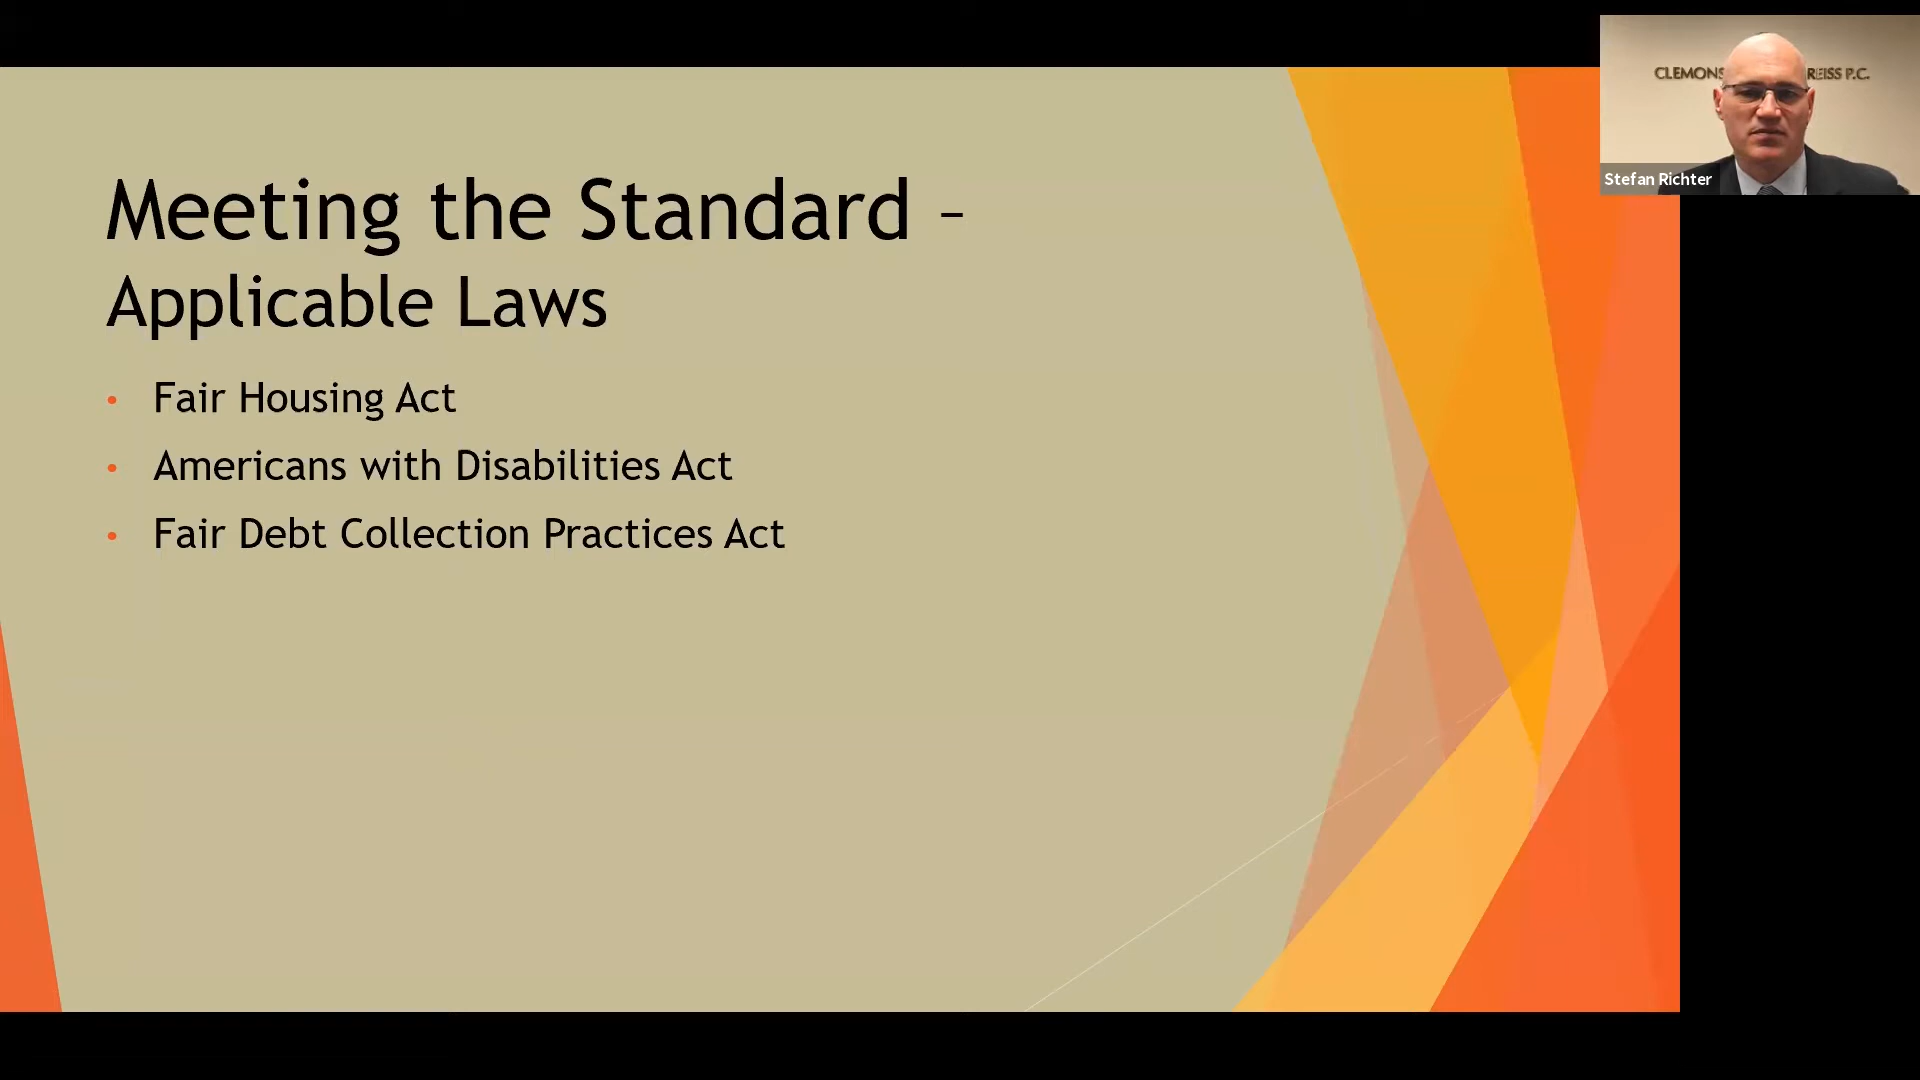 Meeting the Standard –
Applicable Laws
• Fair Housing Act
• Americans with Disabilities Act
• Fair Debt Collection Practices Act
REISS P.C.
Stefan Richter